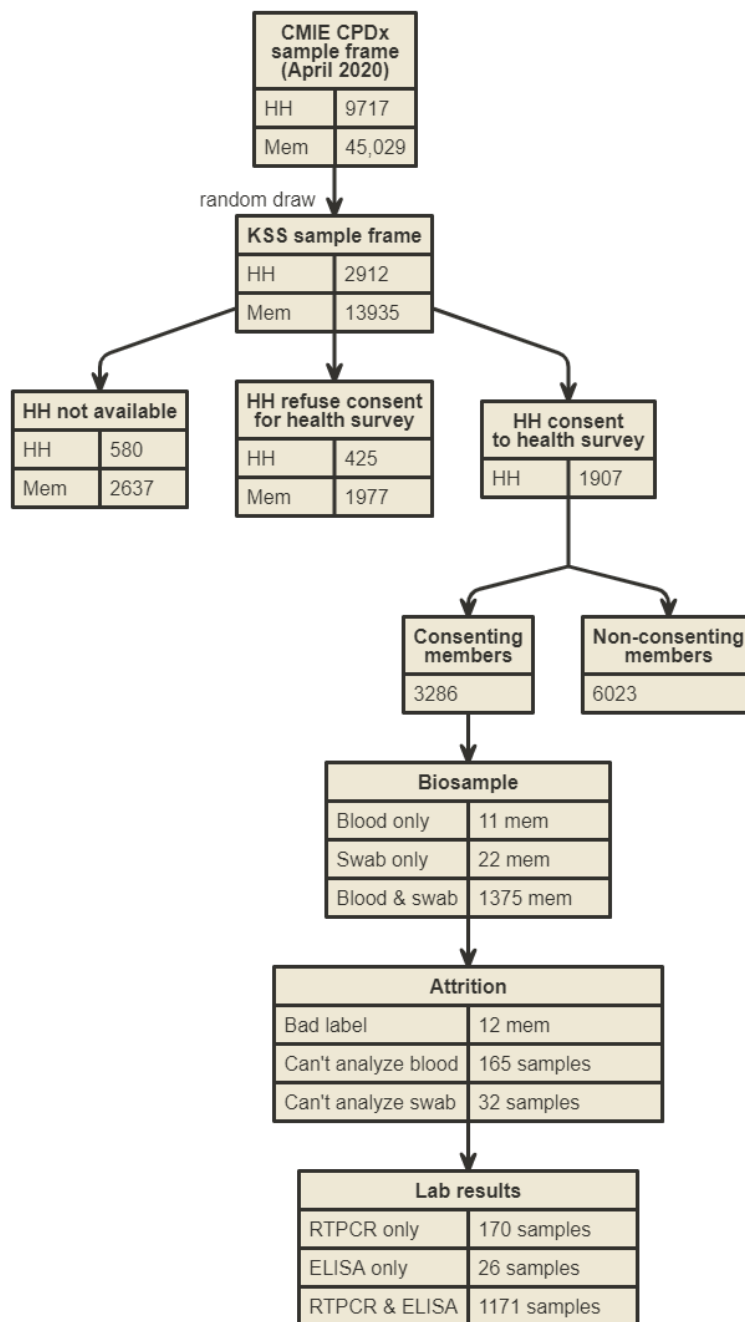 CMIE CPDx
sample frame
(April 2020)
HH 9717
Mem 45,029
random draw
KSS sample frame
HH 2912
Mem 13935
HH not available
HH 580
Mem 2637
HH refuse consent
for health survey
HH 425
Mem 1977
HH consent
to health survey
HH 1907
Consenting
members
3286
Non-consenting
members
6023
Biosample
Blood only 11 mem
Swab only 22 mem
Blood & swab 1375 mem
Attrition
Bad label 12 mem
Can't analyze blood 165 samples
Can't analyze swab 32 samples
Lab results
RTPCR only 170 samples
ELISA only 26 samples
RTPCR & ELISA 1171 samples